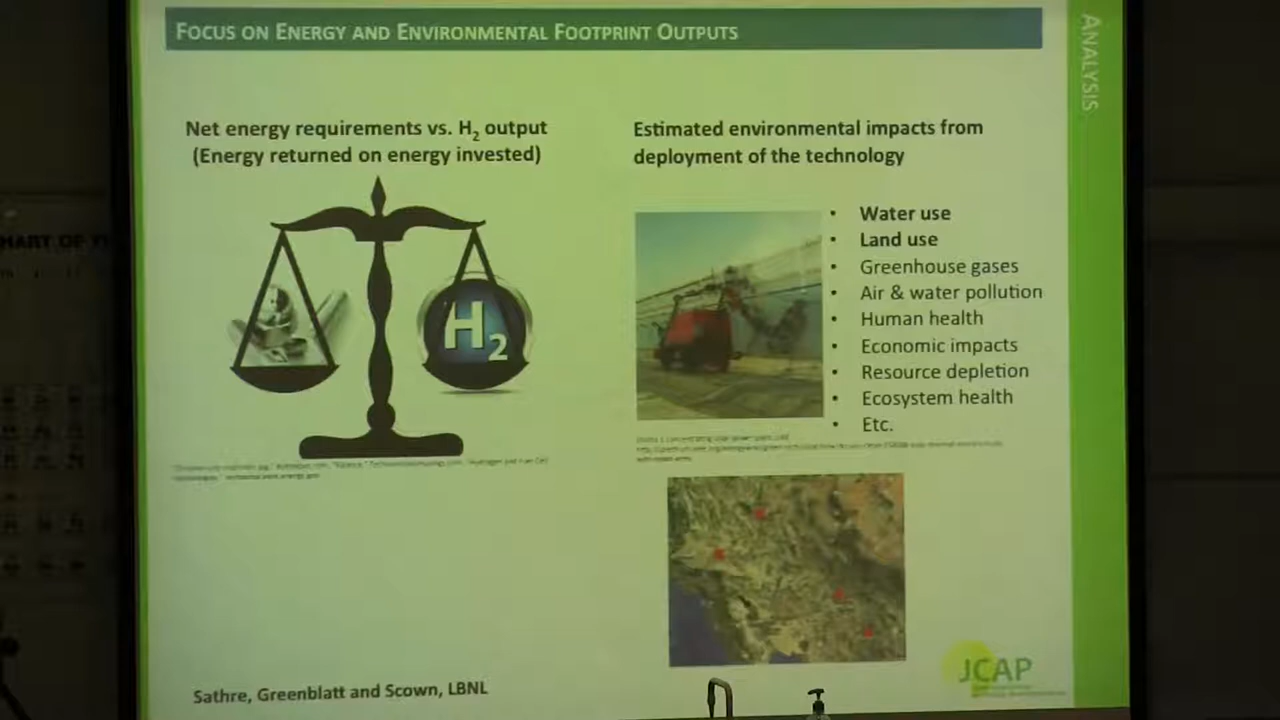 FOCUS ON ENERGY AND ENVIRONMENTAL FOOTPRINT OUTPUTS
ANALYSIS
Net energy requirements vs. H2 output
(Energy returned on energy invested)
H2
Estimated environmental impacts from
deployment of the technology
• Water use
• Land use
• Greenhouse gases
• Air & water pollution
• Human health
• Economic impacts
• Resource depletion
• Ecosystem health
• Etc.
Sathre, Greenblatt and Scown, LBNL
JCAP